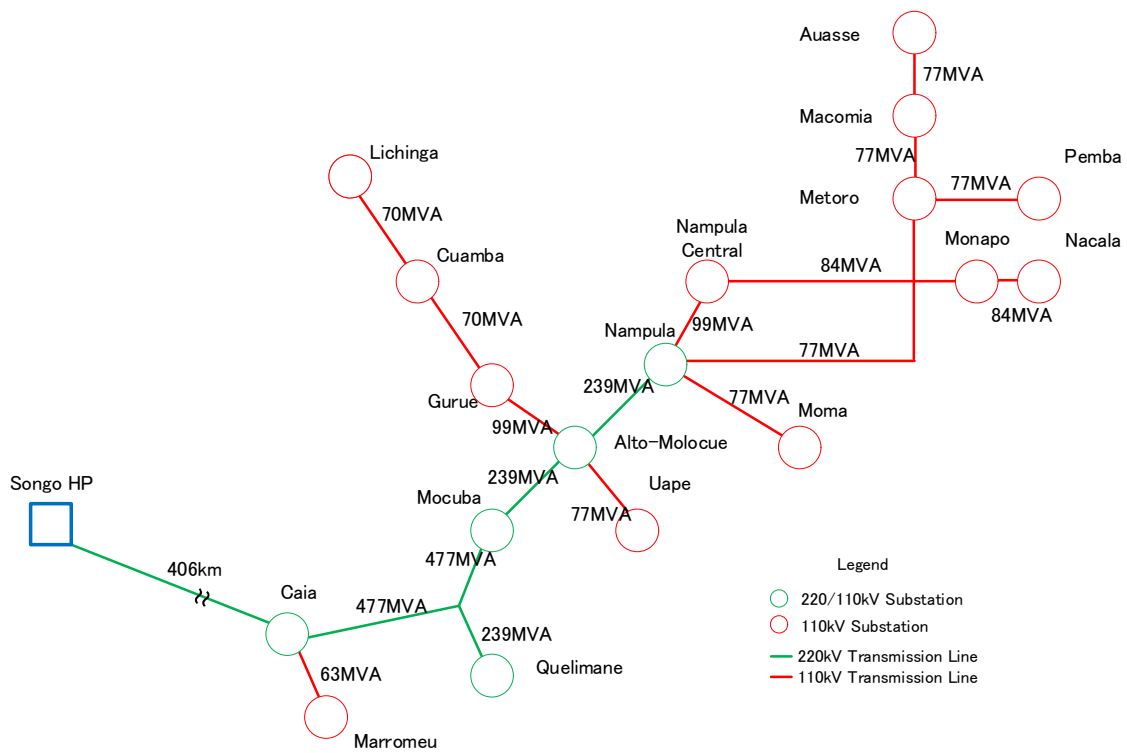 Auasse
77MVA
Macomia
77MVA
Lichinga
Pemba
77MVA
Metoro
70MVA
Nampula
Central
Monapo
Nacala
Cuamba
84MVA
84MVA
70MVA
99MVA
Nampula
77MVA
239MVA
77MVA
Gurue
Moma
99MVA
Alto-Molocue
239MVA
Songo HP
Mocuba
Uape
77MVA
477MVA
406km
Caia
477MVA
239MVA
Quelimane
63MVA
Marromeu
Legend
220/110kV Substation
110kV Substation
220kV Transmission Line
110kV Transmission Line